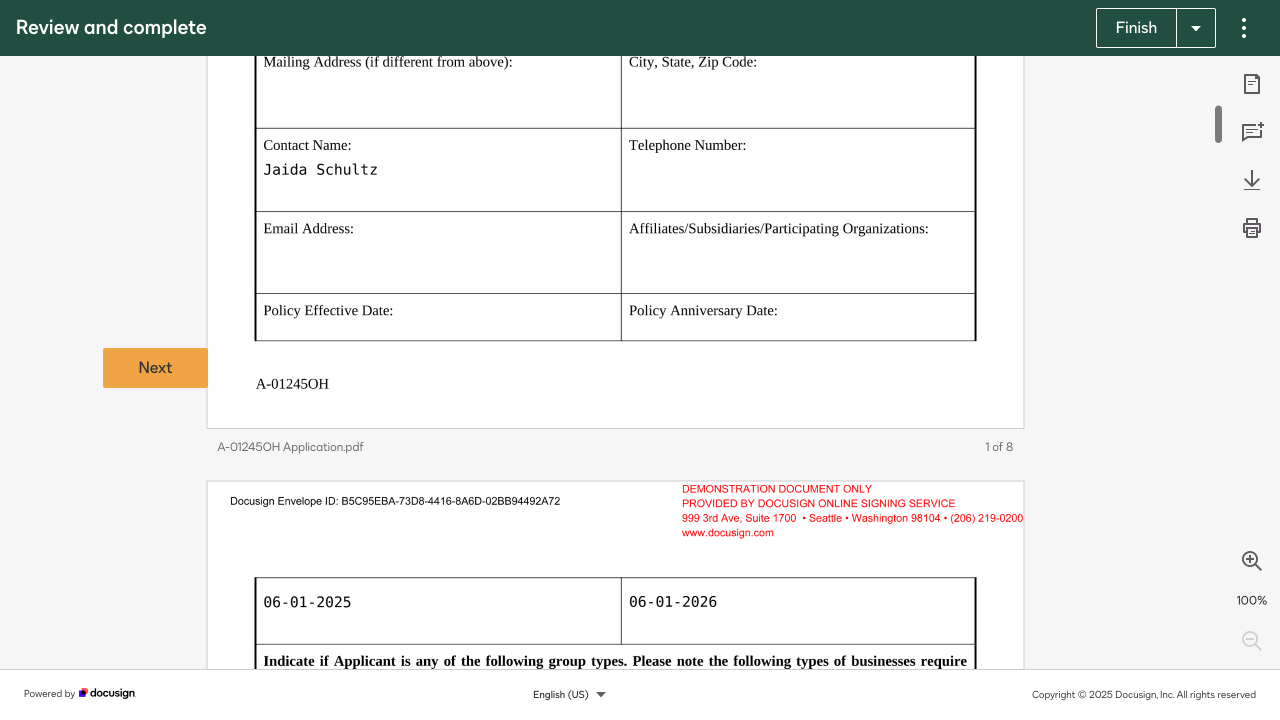 Review and complete
Finish
Mailing Address (if different from above):
City, State, Zip Code:
Contact Name:
Jaida Schultz
Telephone Number:
Email Address:
Affiliates/Subsidiaries/Participating Organizations:
Policy Effective Date:
Policy Anniversary Date:
Next
A-01245OH
A-01245OH Application.pdf
1 of 8
Docusign Envelope ID: B5C95EBA-73D8-4416-8A6D-02BB94492A72
DEMONSTRATION DOCUMENT ONLY
PROVIDED BY DOCUSIGN ONLINE SIGNING SERVICE
999 3rd Ave, Suite 1700 • Seattle • Washington 98104 • (206) 219-0200
www.docusign.com
06-01-2025
06-01-2026
Indicate if Applicant is any of the following group types. Please note the following types of businesses require
100%
Powered by docusign
English (US)
Copyright © 2025 Docusign, Inc. All rights reserved